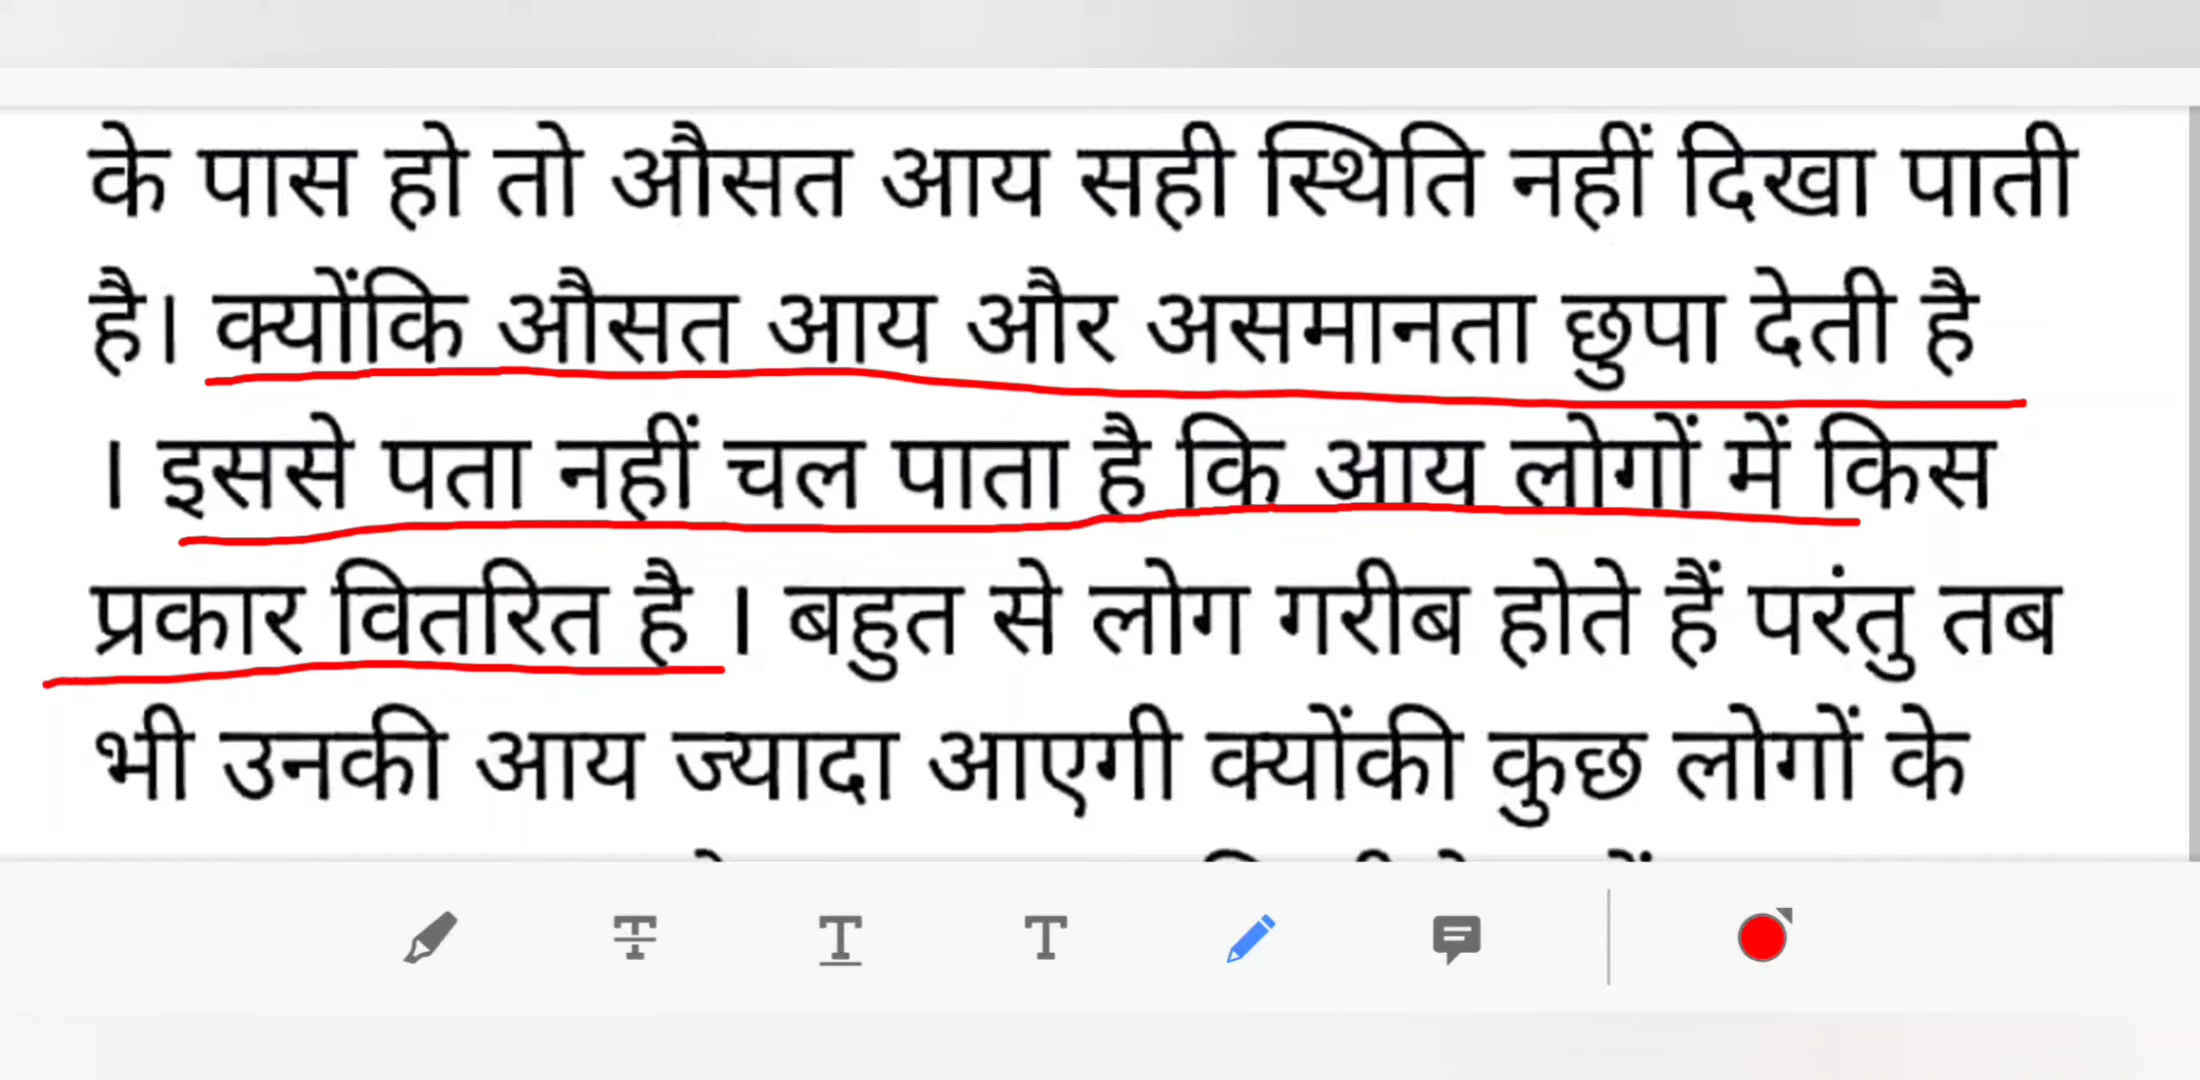 के पास हो तो औसत आय सही स्थिति नहीं दिखा पाती
है। क्योंकि औसत आय और असमानता छुपा देती है
। इससे पता नहीं चल पाता है कि आय लोगों में किस
प्रकार वितरित है । बहुत से लोग गरीब होते हैं परंतु तब
भी उनकी आय ज्यादा आएगी क्योंकी कुछ लोगों के